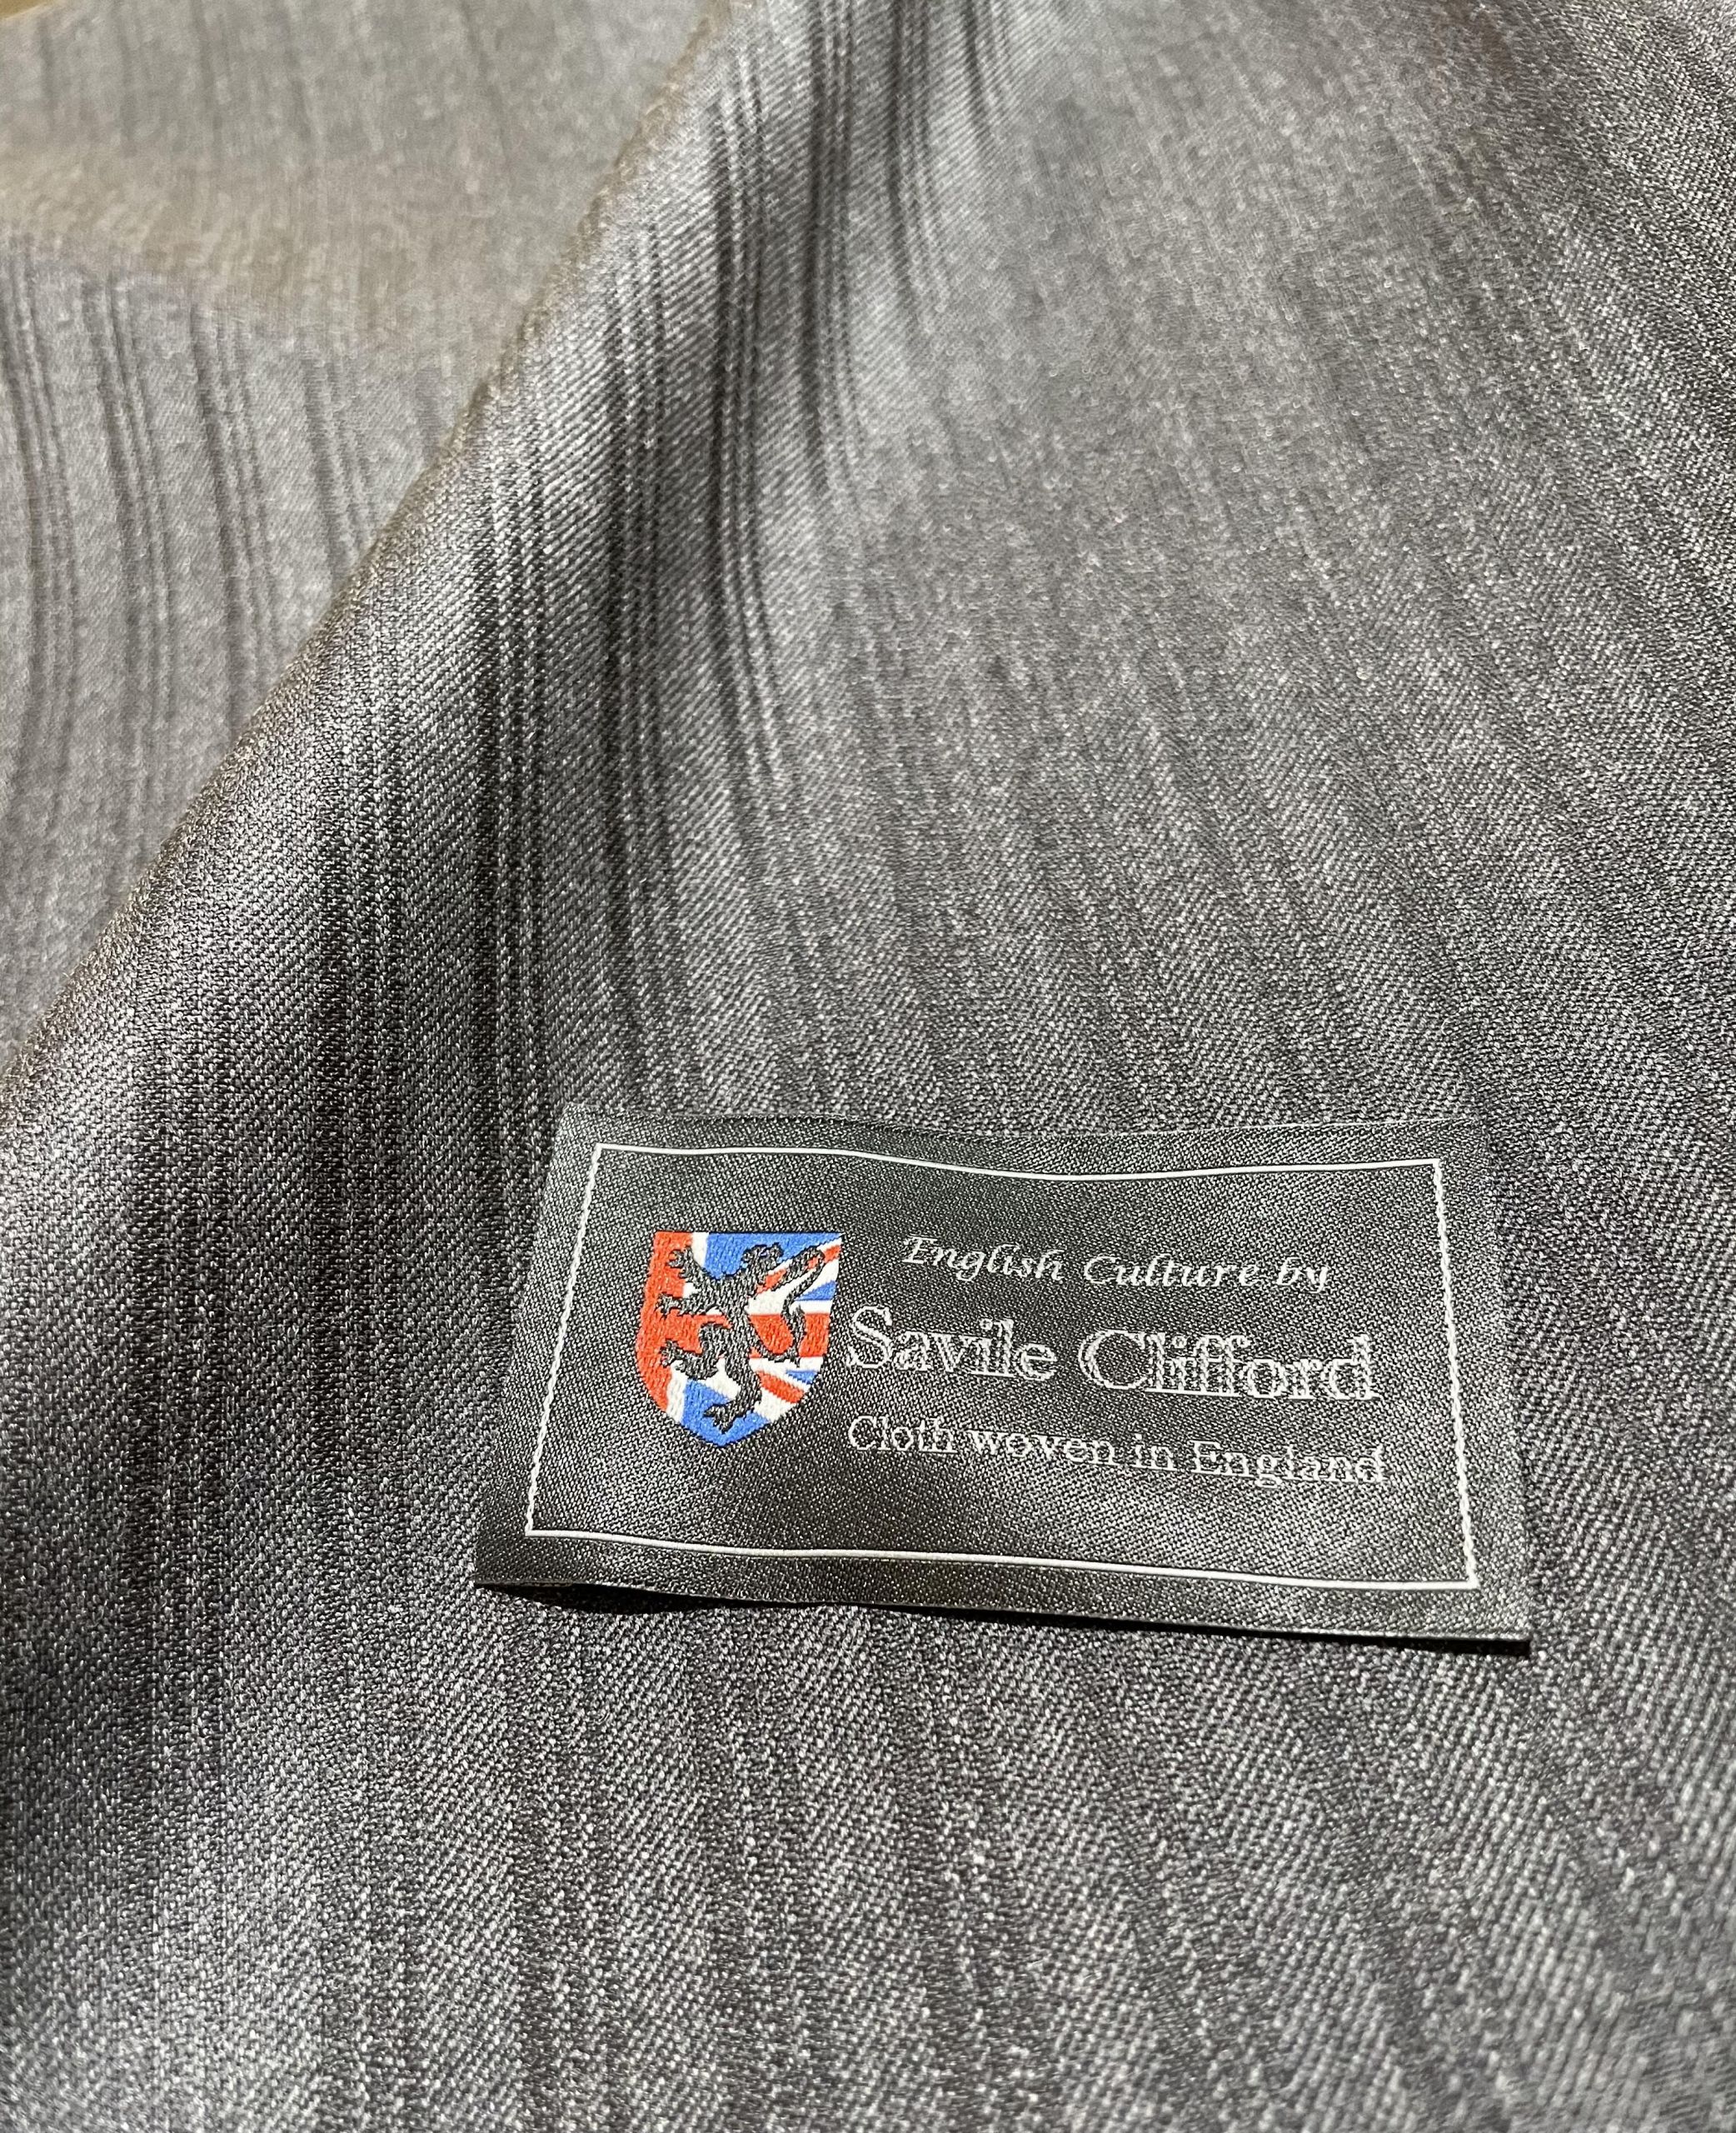 English Culture by
Savile Clifford
Cloth woven in England